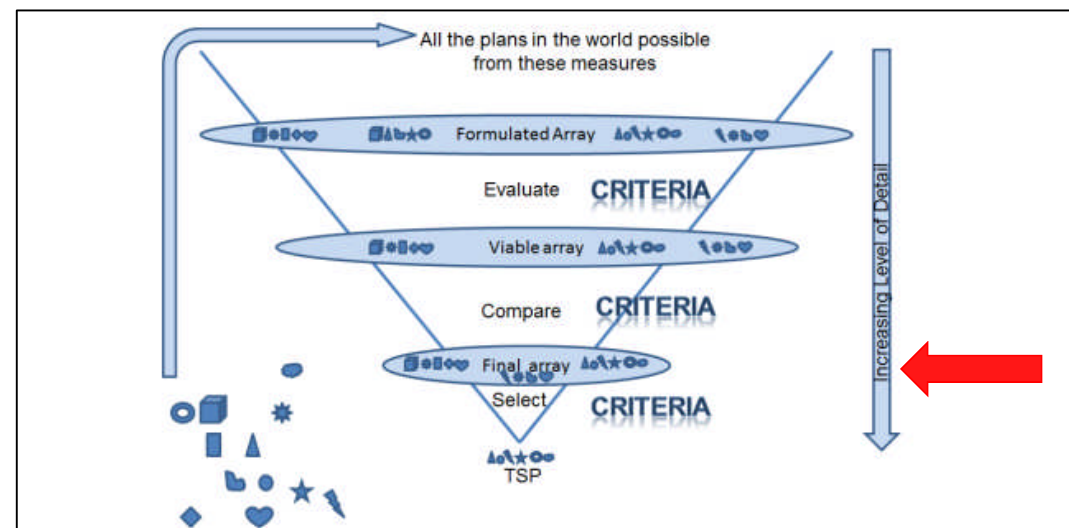 All the plans in the world possible
from these measures
Formulated Array
Evaluate CRITERIA
Viable array
Compare CRITERIA
Final array
Select CRITERIA
TSP
Increasing Level of Detail